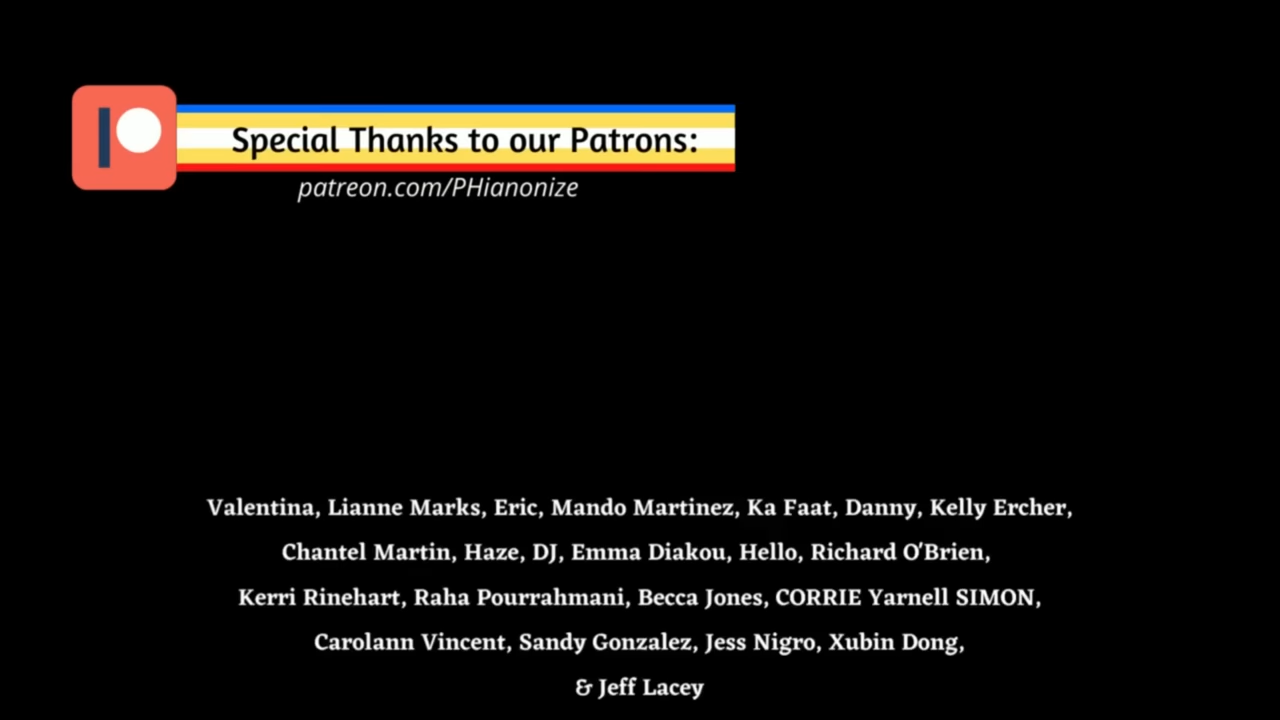 Special Thanks to our Patrons:
patreon.com/PHianonize
Valentina, Lianne Marks, Eric, Mando Martinez, Ka Faat, Danny, Kelly Ercher,
Chantel Martin, Haze, DJ, Emma Diakou, Hello, Richard O'Brien,
Kerri Rinehart, Raha Pourrahmani, Becca Jones, CORRIE Yarnell SIMON,
Carolann Vincent, Sandy Gonzalez, Jess Nigro, Xubin Dong,
& Jeff Lacey